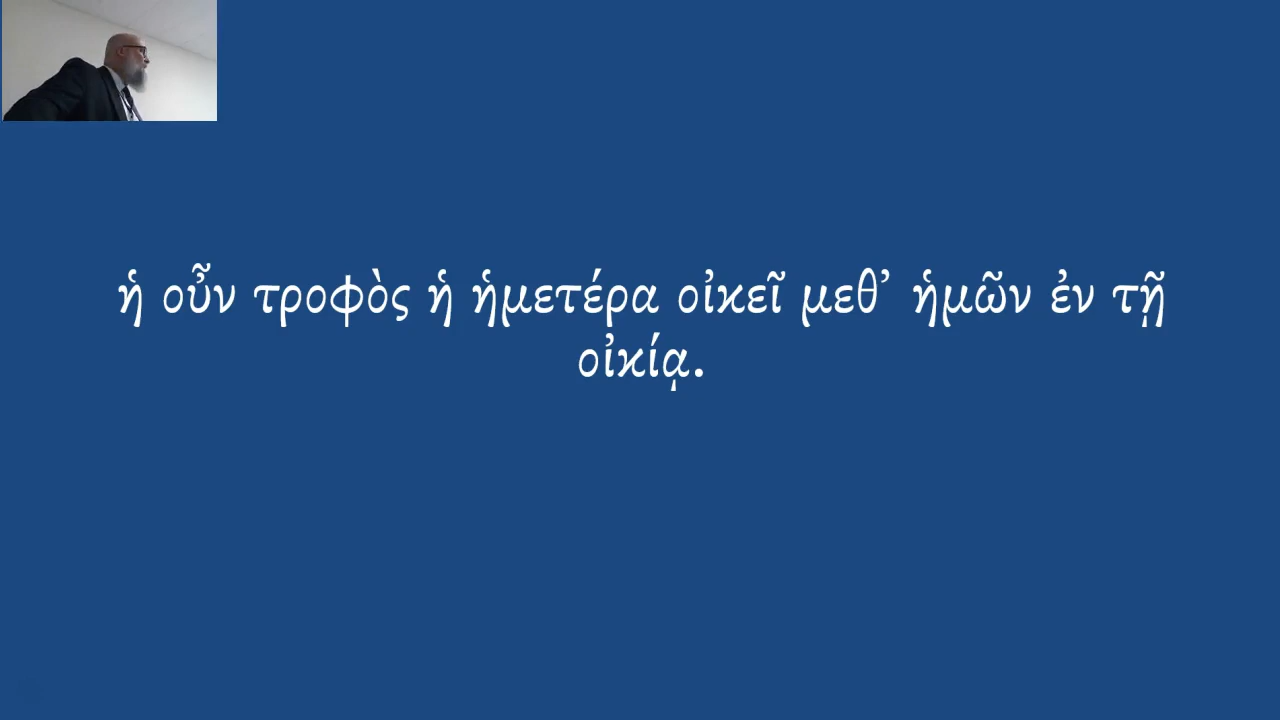 ἡ οὖν τροφὸς ἡ ἡμετέρα οἰκεῖ μεθ’ ἡμῶν ἐν τῇ
οἰκίᾳ.